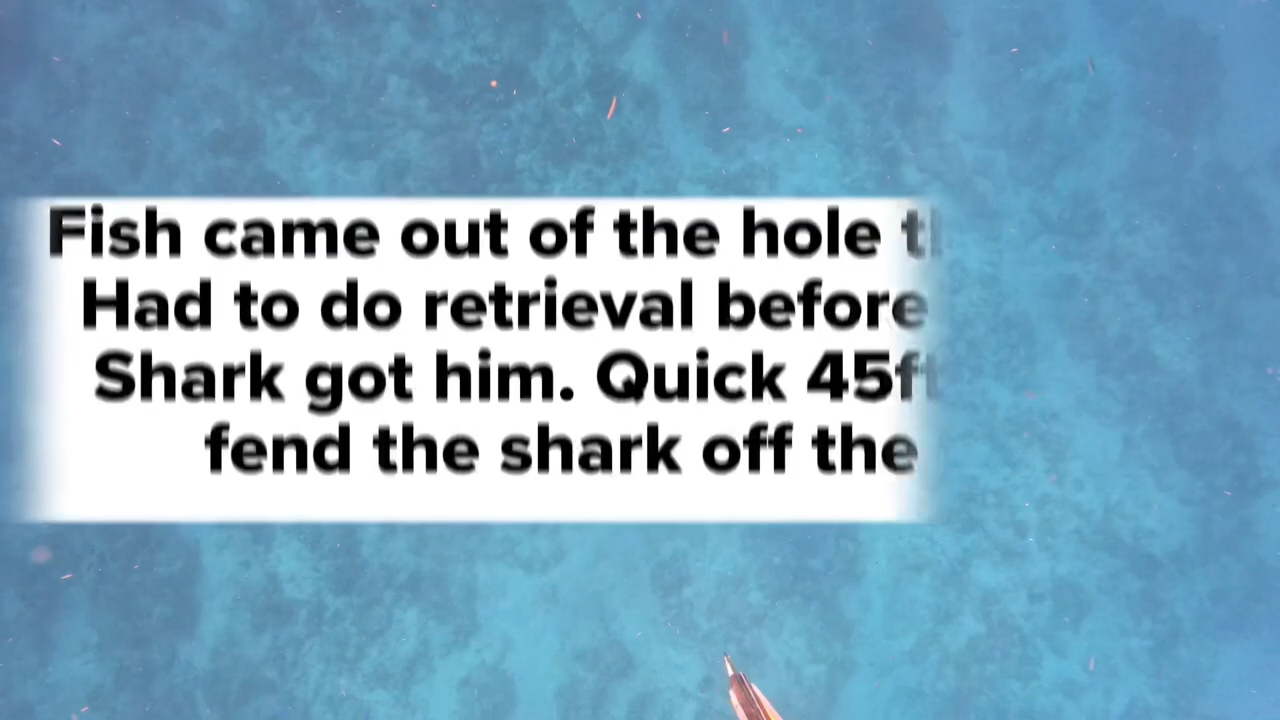 Fish came out of the hole
Had to do retrieval before
Shark got him. Quick 45ft
fend the shark off the